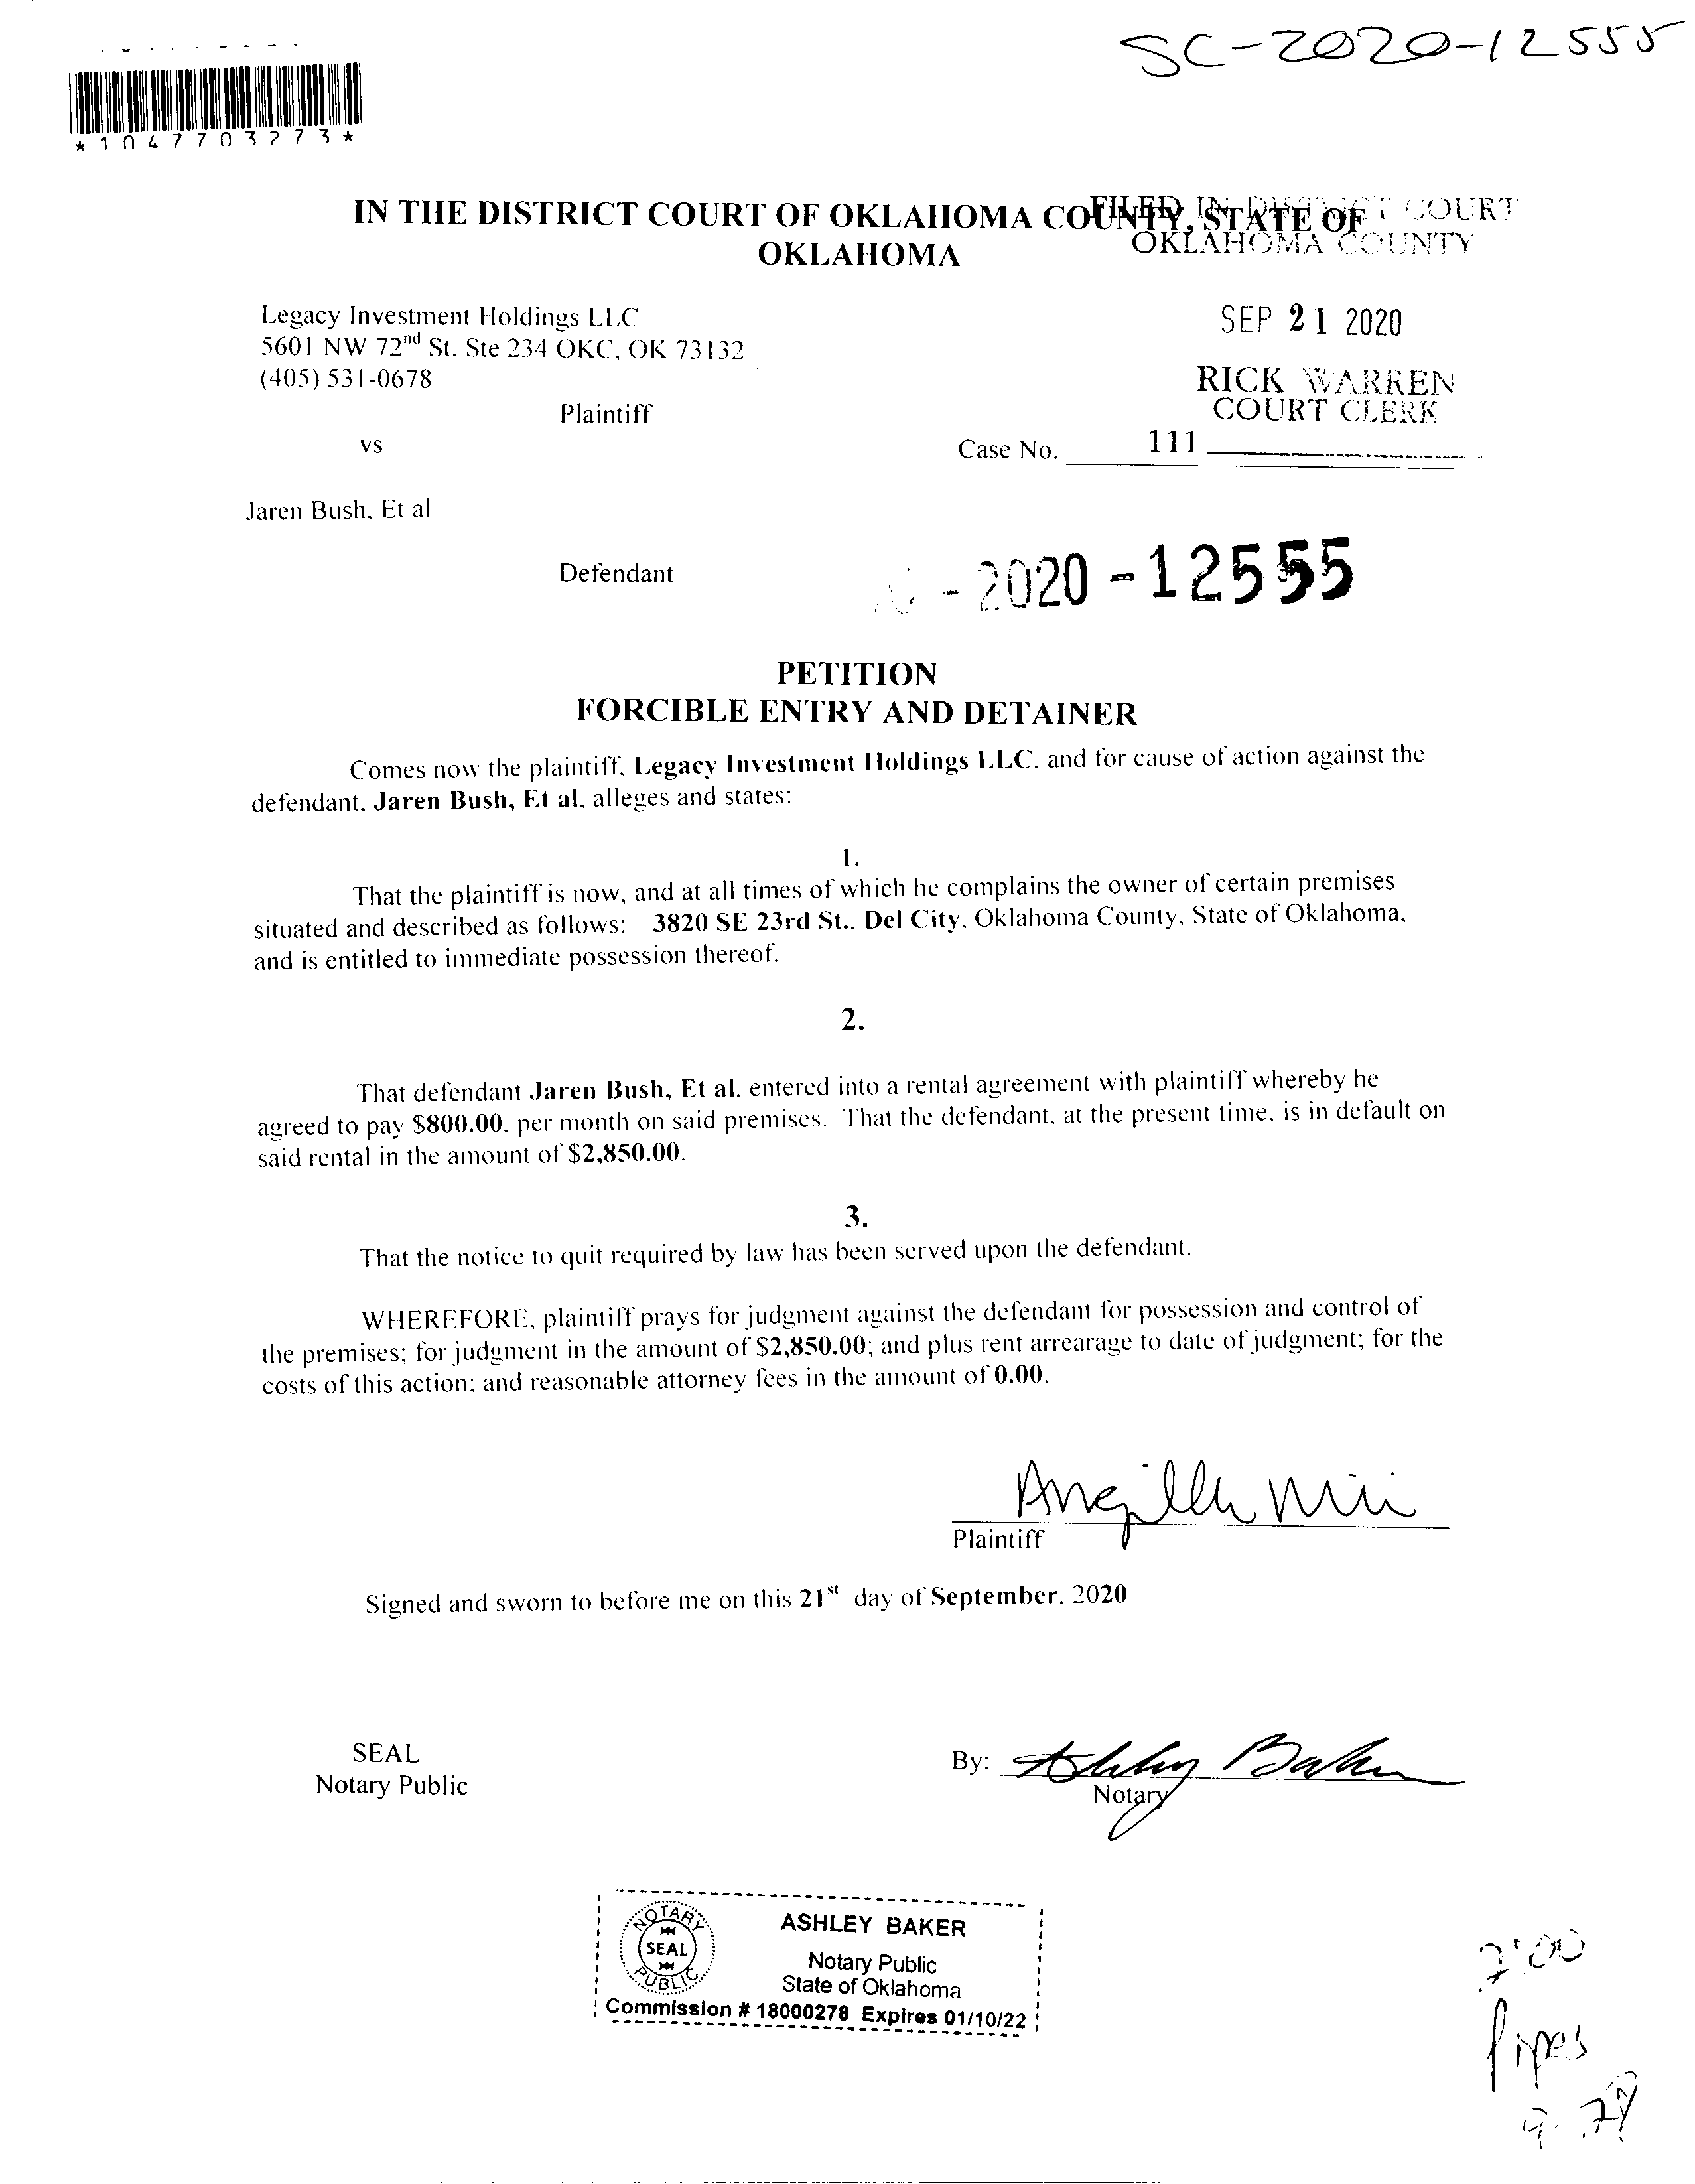 SC-2020-12555
*1047703273*
IN THE DISTRICT COURT OF OKLAHOMA COUNTY, STATE OF
OKLAHOMA
FILED IN DISTRICT COURT
OKLAHOMA COUNTY
Legacy Investment Holdings LLC
5601 NW 72nd St. Ste 234 OKC, OK 73132
(405) 531-0678
SEP 21 2020
RICK WARREN
COURT CLERK
Plaintiff
vs
Case No. 111
Jaren Bush, Et al
Defendant
-2020-12555
PETITION
FORCIBLE ENTRY AND DETAINER
Comes now the plaintiff, Legacy Investment Holdings LLC, and for cause of action against the
defendant, Jaren Bush, Et al, alleges and states:
1.
That the plaintiff is now, and at all times of which he complains the owner of certain premises
situated and described as follows: 3820 SE 23rd St., Del City, Oklahoma County, State of Oklahoma,
and is entitled to immediate possession thereof.
2.
That defendant Jaren Bush, Et al, entered into a rental agreement with plaintiff whereby he
agreed to pay $800.00, per month on said premises. That the defendant, at the present time, is in default on
said rental in the amount of $2,850.00.
3.
That the notice to quit required by law has been served upon the defendant.
WHEREFORE, plaintiff prays for judgment against the defendant for possession and control of
the premises; for judgment in the amount of $2,850.00; and plus rent arrearage to date of judgment; for the
costs of this action; and reasonable attorney fees in the amount of 0.00.
Plaintiff
Signed and sworn to before me on this 21st day of September, 2020
SEAL
Notary Public
By: Ashley Baker
Notary
NOTARY
SEAL
PUBLIC
ASHLEY BAKER
Notary Public
State of Oklahoma
Commission # 18000278 Expires 01/10/22
2:00